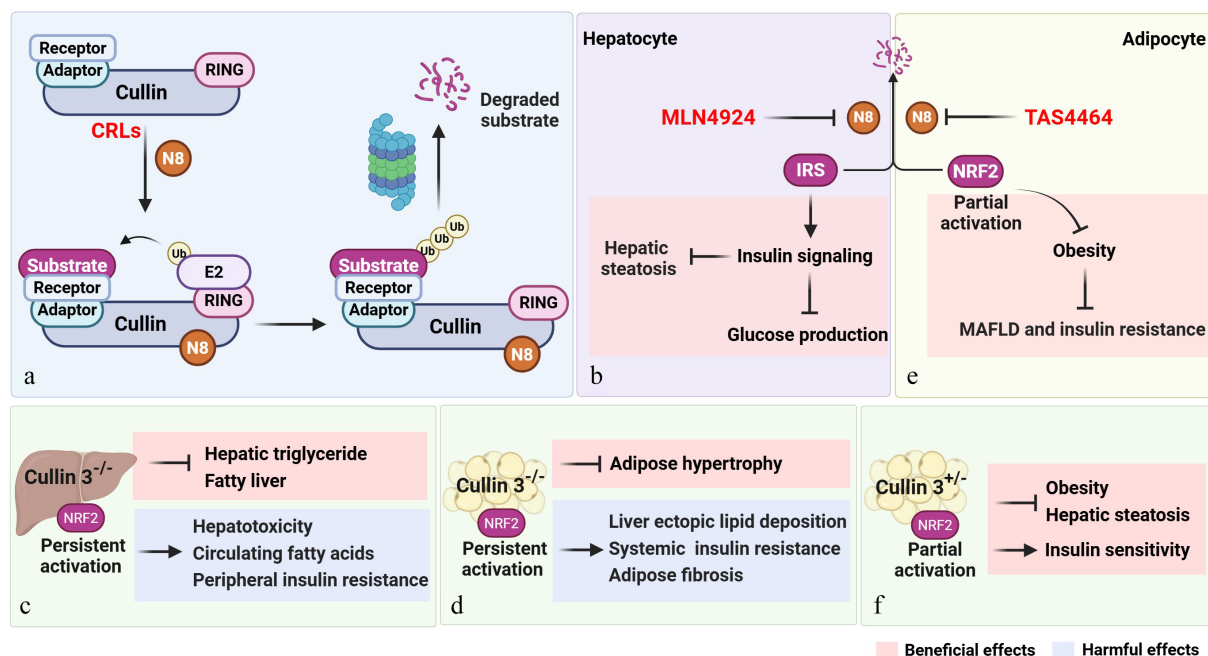 Receptor
Adaptor
RING
Cullin
CRLs
N8
Degraded
substrate
Substrate
Receptor
Adaptor
Cullin
Ub
E2
RING
N8
Substrate
Receptor
Adaptor
Cullin
Ub
Ub
Ub
RING
N8
a
Hepatocyte
MLN4924
N8
IRS
Hepatic
steatosis
Insulin signaling
Glucose production
b
Adipocyte
N8
TAS4464
NRF2
Partial
activation
Obesity
MAFLD and insulin resistance
e
Cullin 3-/-
NRF2
Persistent
activation
Hepatic triglyceride
Fatty liver
Hepatotoxicity
Circulating fatty acids
Peripheral insulin resistance
c
Cullin 3-/-
NRF2
Persistent
activation
Adipose hypertrophy
Liver ectopic lipid deposition
Systemic insulin resistance
Adipose fibrosis
d
Cullin 3+/-
NRF2
Partial
activation
Obesity
Hepatic steatosis
Insulin sensitivity
f
Beneficial effects
Harmful effects